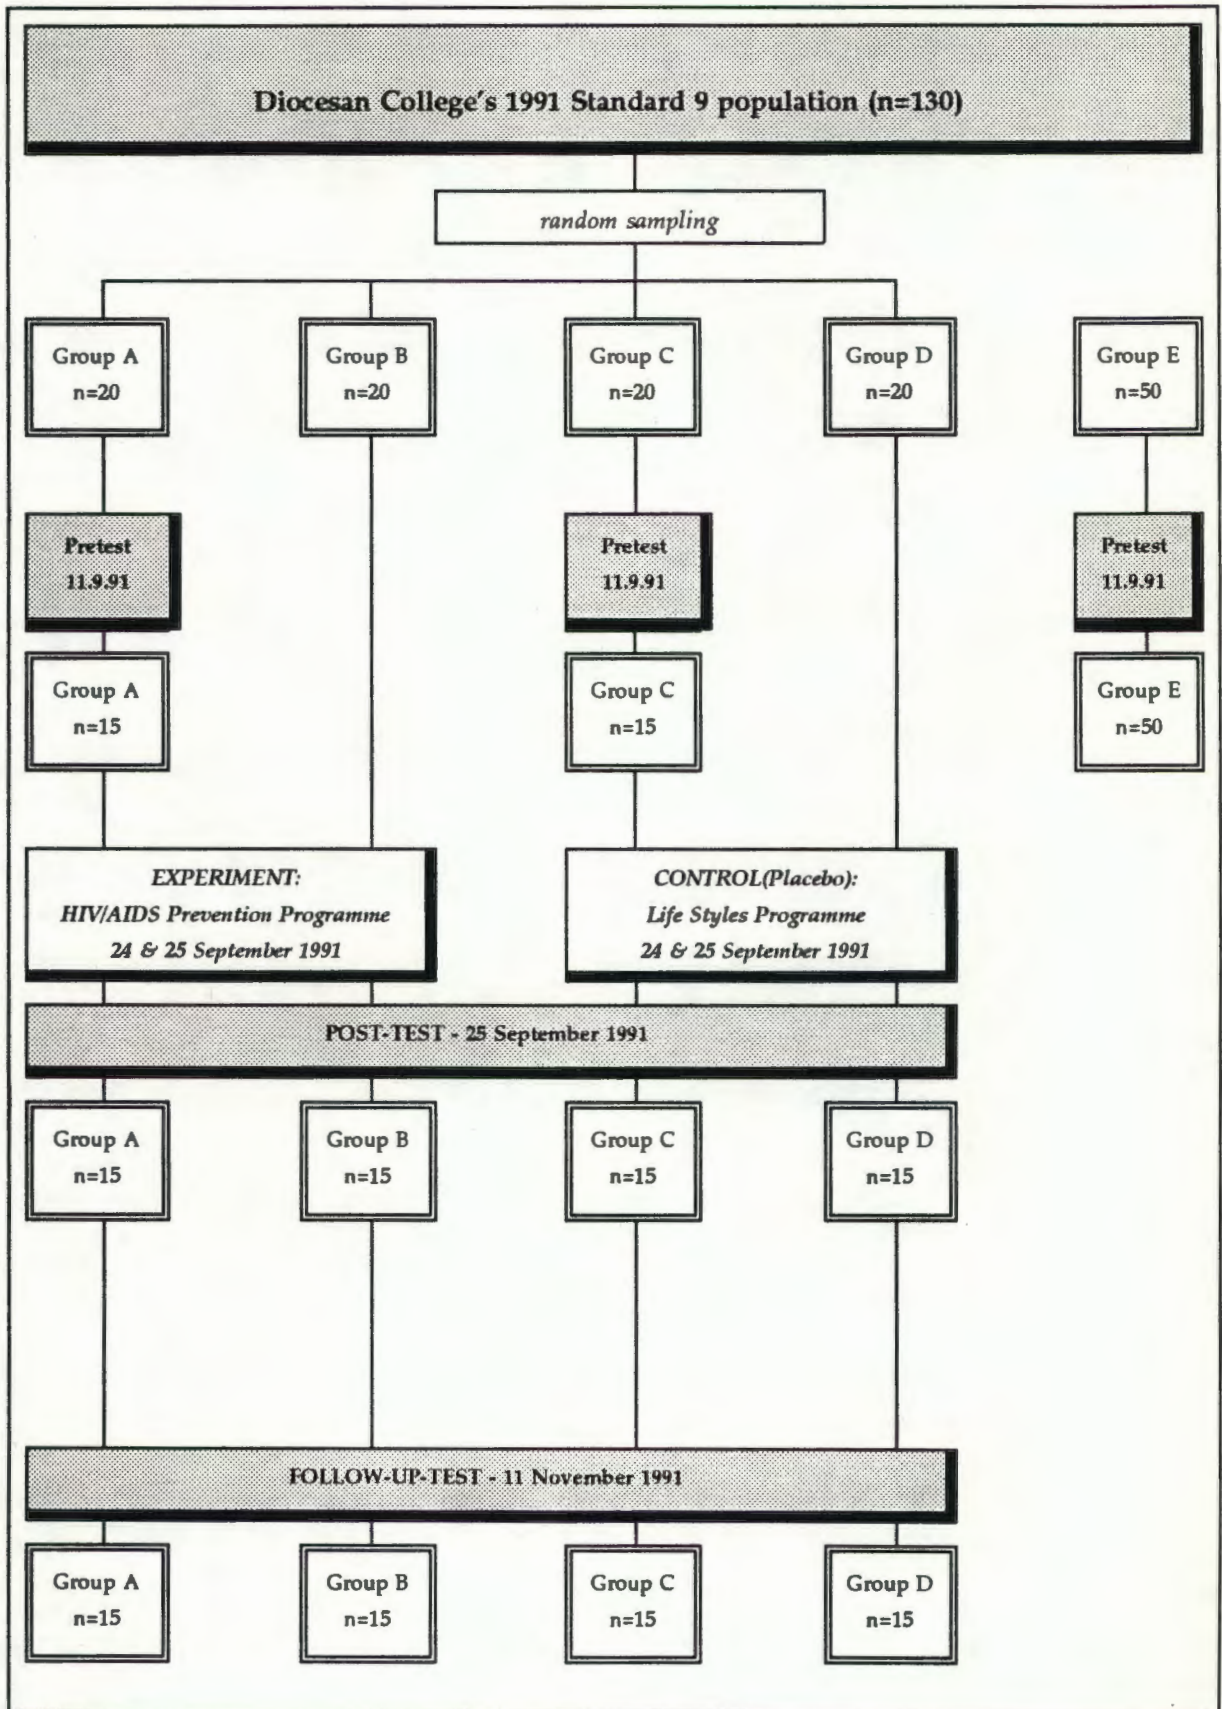 Diocesan College's 1991 Standard 9 population (n=130)
random sampling
Group A
n=20
Group B
n=20
Group C
n=20
Group D
n=20
Group E
n=50
Pretest
11.9.91
Pretest
11.9.91
Pretest
11.9.91
Group A
n=15
Group C
n=15
Group E
n=50
EXPERIMENT:
HIV/AIDS Prevention Programme
24 & 25 September 1991
CONTROL(Placebo):
Life Styles Programme
24 & 25 September 1991
POST-TEST - 25 September 1991
Group A
n=15
Group B
n=15
Group C
n=15
Group D
n=15
FOLLOW-UP-TEST - 11 November 1991
Group A
n=15
Group B
n=15
Group C
n=15
Group D
n=15